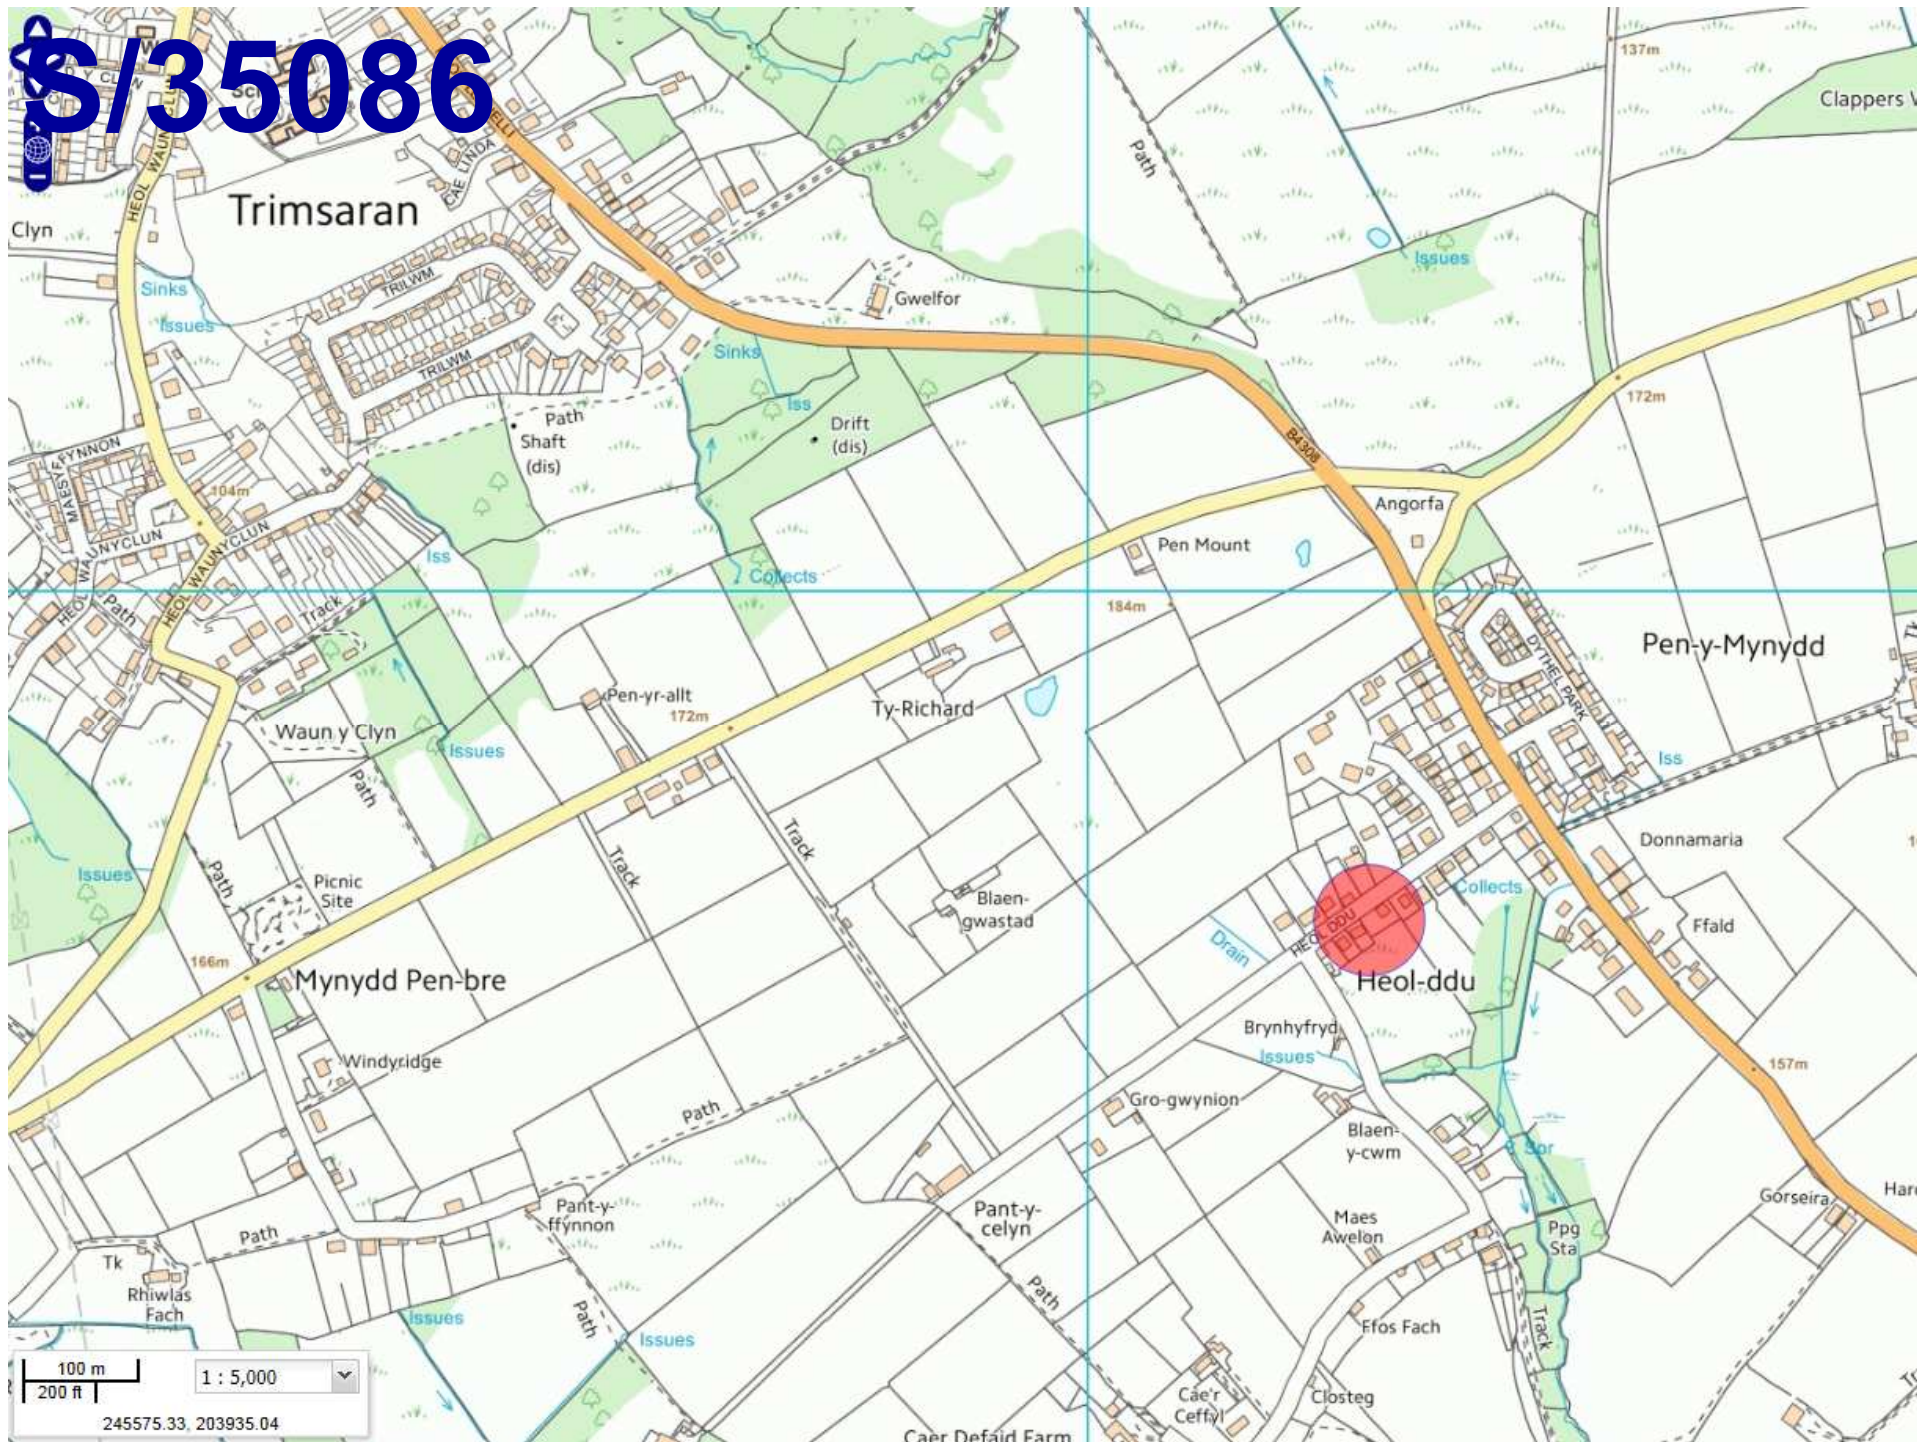 S/35086
137m
Clappers
Path
HEOL WAUNYCLUN
CAE LINDA
Trimsaran
Clyn
Sinks
Issues
TRILWM
TRILWM
Gwelfor
Issues
Sinks
Iss
Path
Shaft
(dis)
Drift
(dis)
172m
B4308
MAESYFFYNNON
104m
Angorfa
HEOL WAUNYCLUN
HEOL WAUNYCLUN
Iss
Pen Mount
Collects
184m
Path
Track
DYTHEL PARK
Pen-y-Mynydd
Pen-yr-allt
172m
Ty-Richard
Waun y Clyn
Issues
Iss
Path
Track
Track
Donnamaria
Issues
Path
Picnic
Site
Blaen-
gwastad
Collects
HEOL DDU
Drain
Ffald
166m
Mynydd Pen-bre
Heol-ddu
Brynhyfryd
Issues
Windyridge
157m
Path
Gro-gwynion
Blaen-
y-cwm
Spr
Pant-y-
ffynnon
Pant-y-
celyn
Maes
Awelon
Ppg
Sta
Gorseira
Path
Tk
Rhiwlas
Fach
Path
Path
Issues
Issues
Ffos Fach
Track
100 m
200 ft
1 : 5,000
245575.33, 203935.04
Cae'r
Ceffyl
Closteg
Caer Defaid Farm